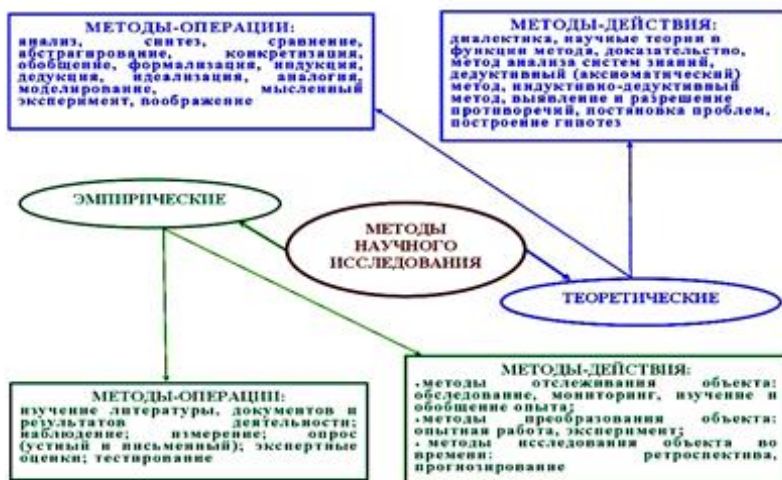 МЕТОДЫ-ОПЕРАЦИИ:
анализ, синтез, сравнение,
абстрагирование, конкретизация,
обобщение, формализация, индукция,
дедукция, идеализация, аналогия,
моделирование, мысленный
эксперимент, воображение
МЕТОДЫ-ДЕЙСТВИЯ:
диалектика, научные теории в
функции метода, доказательство,
метод анализа систем знаний,
дедуктивный (аксиоматический)
метод, индуктивно-дедуктивный
метод, выявление и разрешение
противоречий, постановка проблем,
построение гипотез
ЭМПИРИЧЕСКИЕ
МЕТОДЫ
НАУЧНОГО
ИССЛЕДОВАНИЯ
ТЕОРЕТИЧЕСКИЕ
МЕТОДЫ-ОПЕРАЦИИ:
изучение литературы, документов и
результатов деятельности;
наблюдение; измерение; опрос
(устный и письменный); экспертные
оценки; тестирование
МЕТОДЫ-ДЕЙСТВИЯ:
•методы отслеживания объекта:
обследование, мониторинг, изучение и
обобщение опыта;
•методы преобразования объекта:
опытная работа, эксперимент;
• методы исследования объекта во
времени: ретроспектива,
прогнозирование